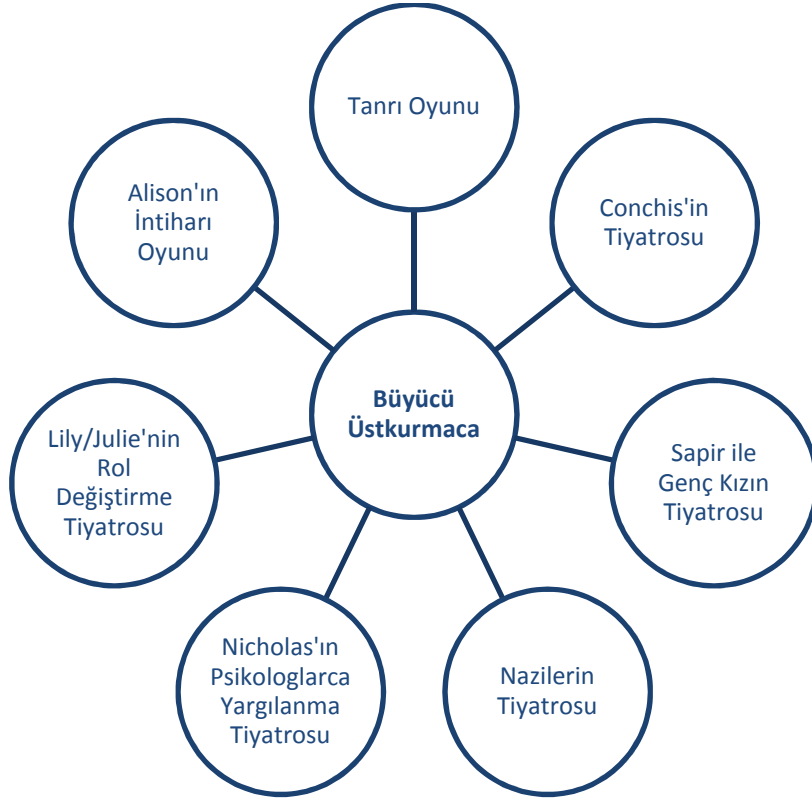 Tanrı Oyunu
Conchis'in
Tiyatrosu
Sapir ile
Genç Kızın
Tiyatrosu
Nazilerin
Tiyatrosu
Nicholas'ın
Psikologlarca
Yargılanma
Tiyatrosu
Lily/Julie'nin
Rol
Değiştirme
Tiyatrosu
Alison'ın
İntiharı
Oyunu
Büyücü
Üstkurmaca